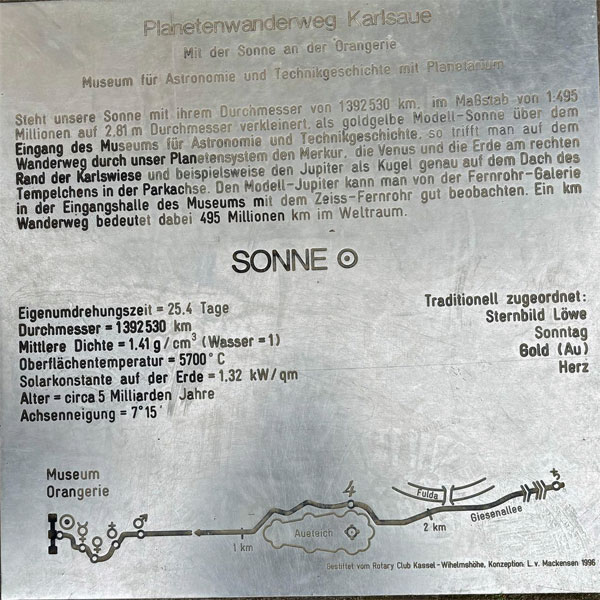 Planetenwanderweg Karlsaue
Mit der Sonne an der Orangerie
Museum für Astronomie und Technikgeschichte mit Planetarium
Steht unsere Sonne mit ihrem Durchmesser von 1392530 km, im Maßstab von 1:495
Millionen auf 2,81 m Durchmesser verkleinert, als goldgelbe Modell-Sonne über dem
Eingang des Museums für Astronomie und Technikgeschichte, so trifft man auf dem
Wanderweg durch unser Planetensystem den Merkur, die Venus und die Erde am rechten
Rand der Karlswiese und beispielsweise den Jupiter als Kugel genau auf dem Dach des
Tempelchens in der Parkachse. Den Modell-Jupiter kann man von der Fernrohr-Galerie
in der Eingangshalle des Museums mit dem Zeiss-Fernrohr gut beobachten. Ein km
Wanderweg bedeutet dabei 495 Millionen km im Weltraum.
SONNE ☉
Eigenumdrehungszeit = 25.4 Tage
Durchmesser = 1392530 km
Mittlere Dichte = 1.41 g/cm³ (Wasser = 1)
Oberflächentemperatur = 5700° C
Solarkonstante auf der Erde = 1,32 kW/qm
Alter = circa 5 Milliarden Jahre
Achsenneigung = 7°15'
Traditionell zugeordnet:
Sternbild Löwe
Sonntag
Gold (Au)
Herz
Museum
Orangerie
☉ ☿ ♀ ♁ ♂
1 km
Aueteich
♃
Fulda
2 km
Giesenallee
♄
Gestiftet vom Rotary Club Kassel-Wilhelmshöhe, Konzeption: L. v. Mackensen 1996